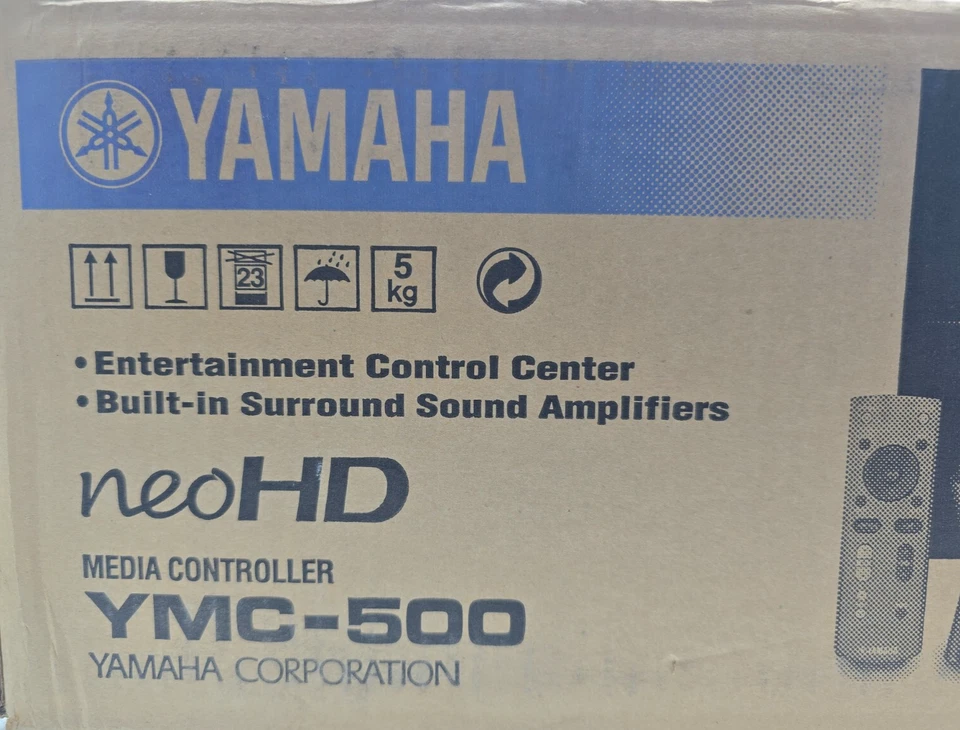 YAMAHA
23
5
kg
•Entertainment Control Center
•Built-in Surround Sound Amplifiers
neoHD
MEDIA CONTROLLER
YMC-500
YAMAHA CORPORATION